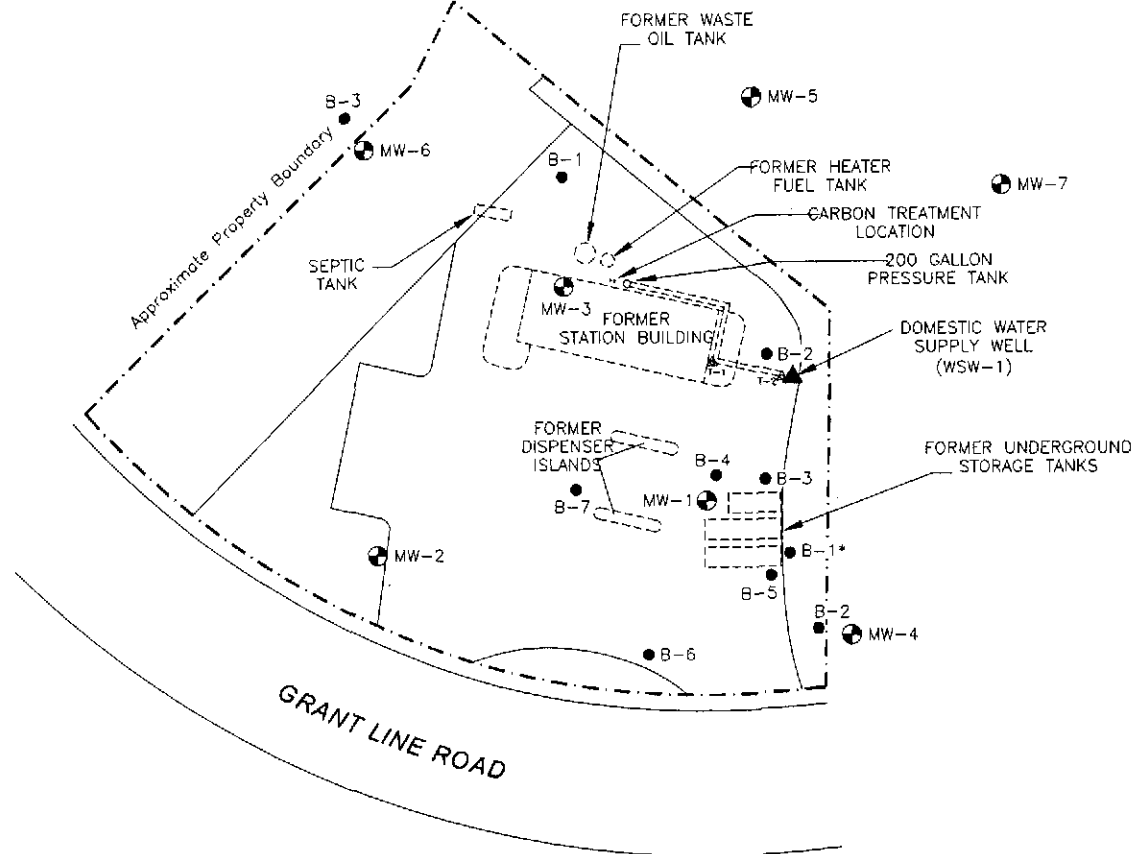 FORMER WASTE
OIL TANK
MW-5
B-3
MW-6
B-1
FORMER HEATER
FUEL TANK
MW-7
CARBON TREATMENT
LOCATION
Approximate Property Boundary
SEPTIC
TANK
200 GALLON
PRESSURE TANK
MW-3
FORMER
STATION BUILDING
DOMESTIC WATER
SUPPLY WELL
(WSW-1)
B-2
T-1
T-2
FORMER
DISPENSER
ISLANDS
FORMER UNDERGROUND
STORAGE TANKS
B-4
B-3
B-7
MW-1
MW-2
B-1*
B-5
B-2
MW-4
B-6
GRANT LINE ROAD